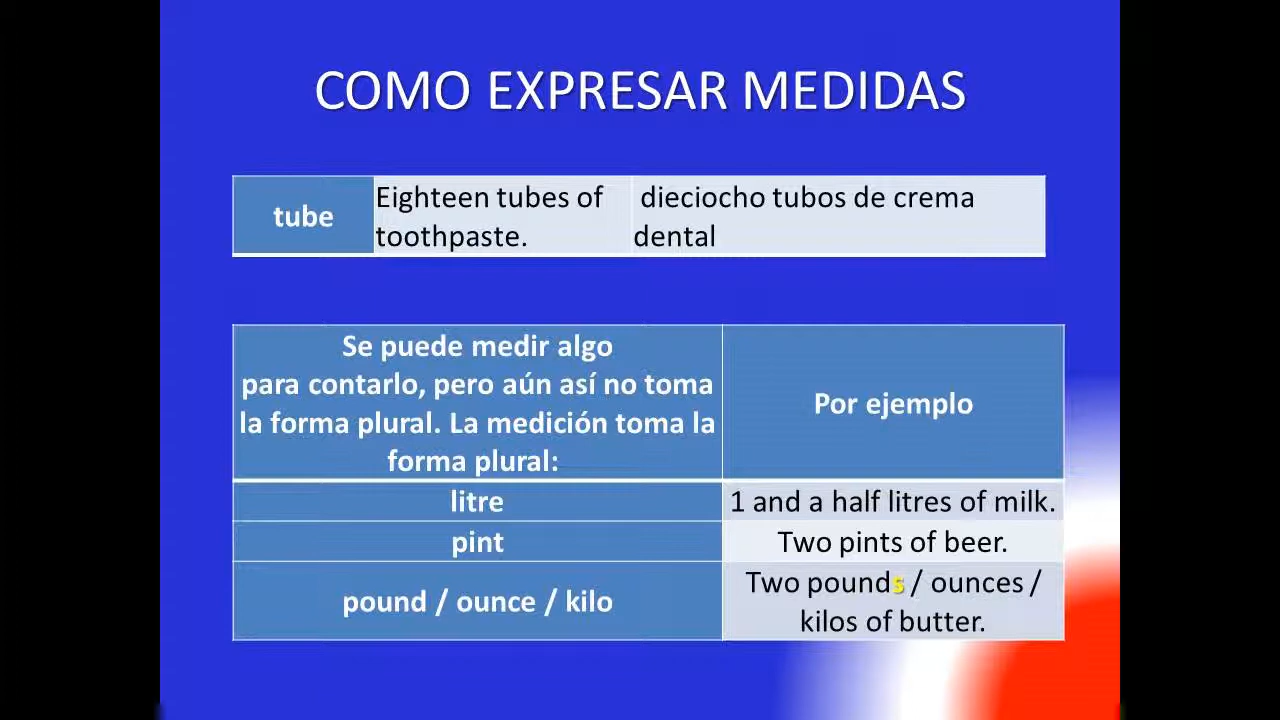 COMO EXPRESAR MEDIDAS
tube
Eighteen tubes of
toothpaste.
dieciocho tubos de crema
dental
Se puede medir algo
para contarlo, pero aún así no toma
la forma plural. La medición toma la
forma plural:
Por ejemplo
litre
1 and a half litres of milk.
pint
Two pints of beer.
pound / ounce / kilo
Two pounds / ounces /
kilos of butter.